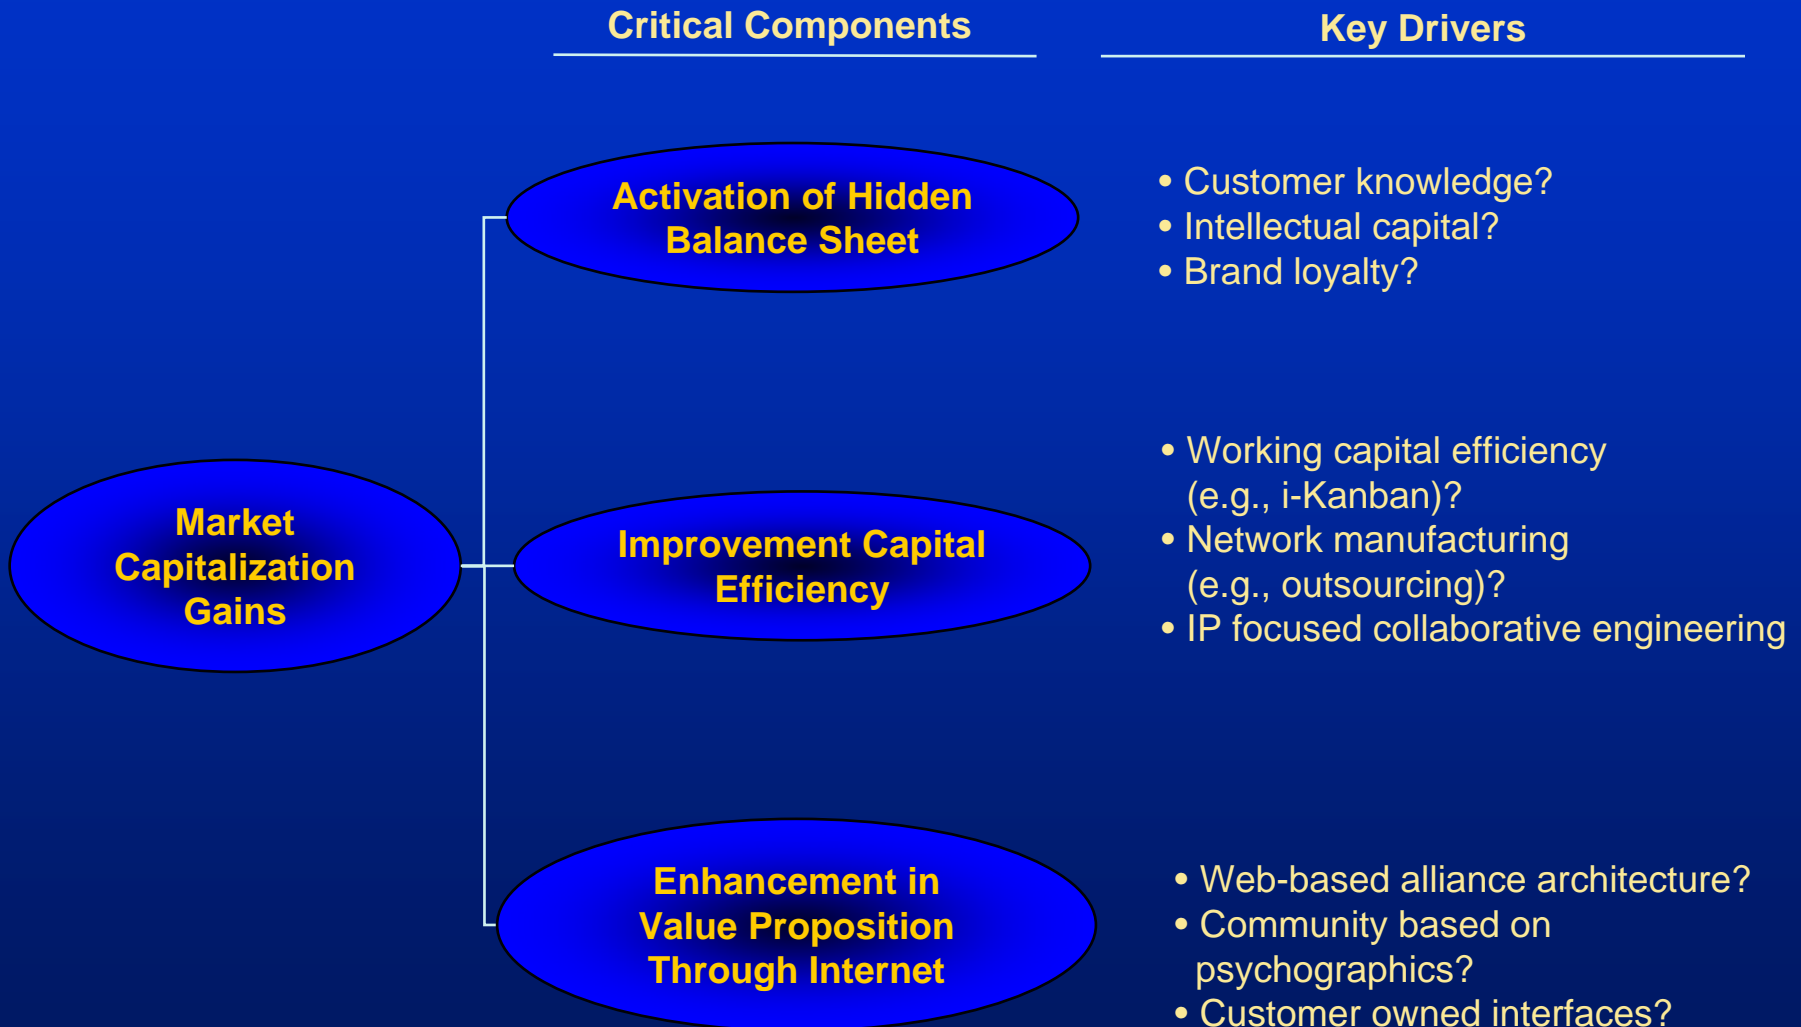 Critical Components
Key Drivers
Activation of Hidden
Balance Sheet
• Customer knowledge?
• Intellectual capital?
• Brand loyalty?
Market
Capitalization
Gains
Improvement Capital
Efficiency
• Working capital efficiency
(e.g., i-Kanban)?
• Network manufacturing
(e.g., outsourcing)?
• IP focused collaborative engineering
Enhancement in
Value Proposition
Through Internet
• Web-based alliance architecture?
• Community based on
psychographics?
• Customer owned interfaces?